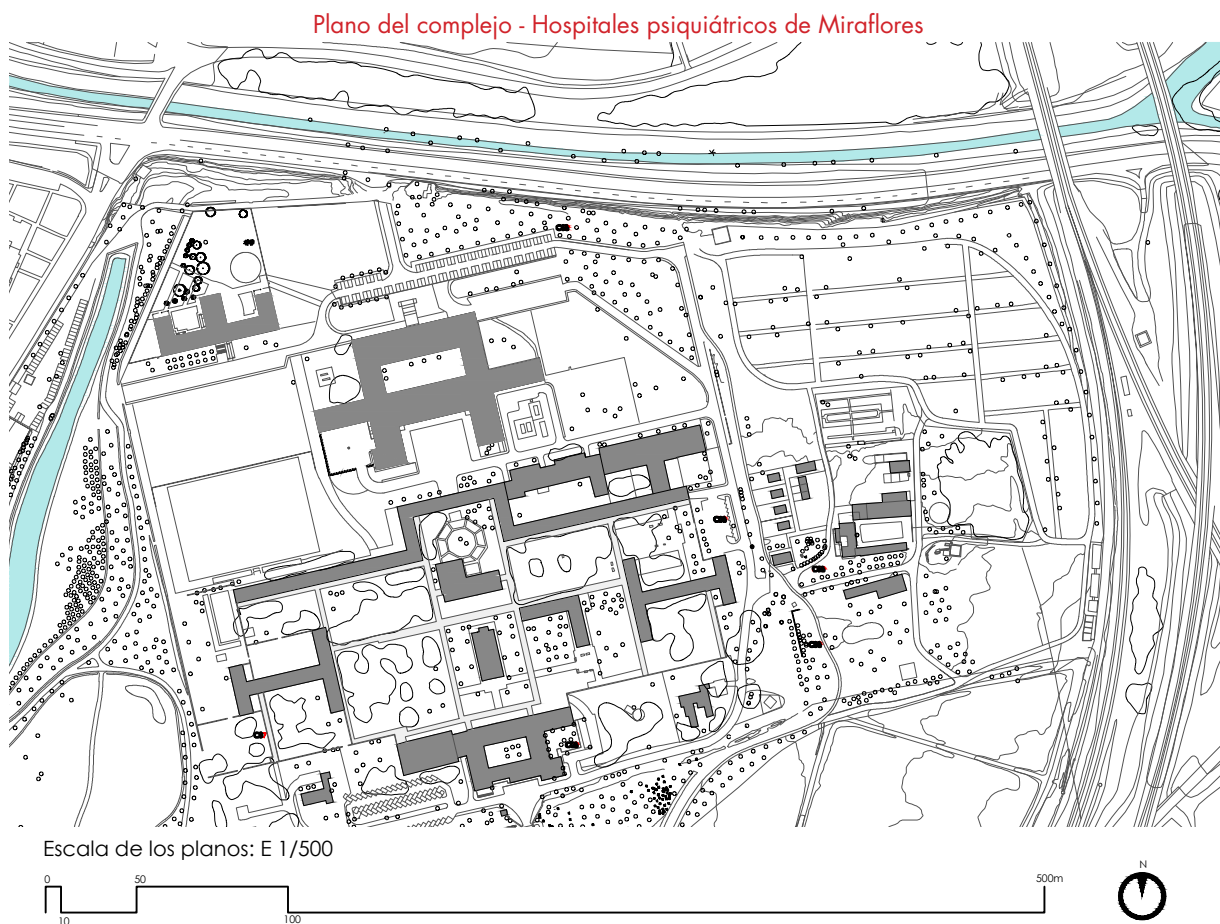 Plano del complejo - Hospitales psiquiátricos de Miraflores
Escala de los planos: E 1/500
0 50 500m
10 100
N